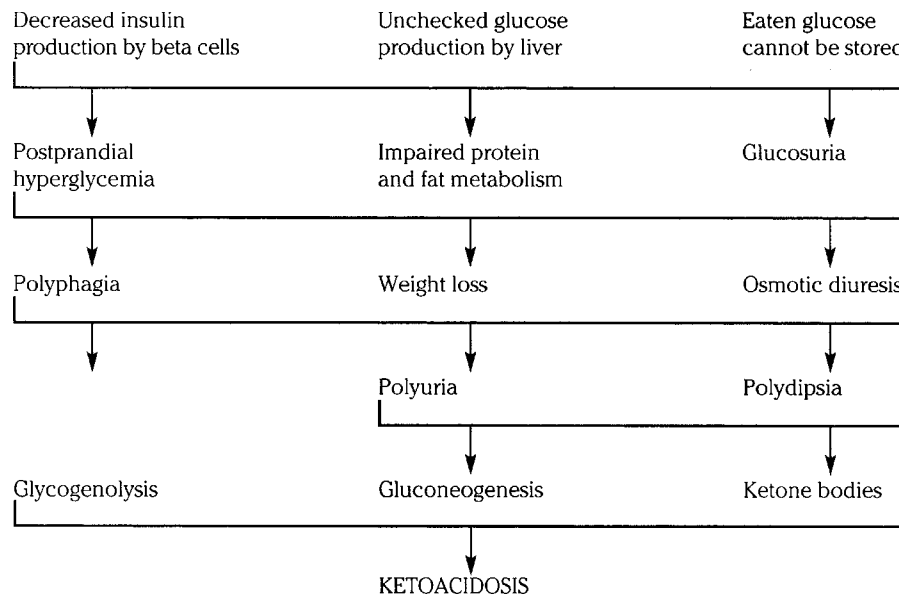 Decreased insulin
production by beta cells
Unchecked glucose
production by liver
Eaten glucose
cannot be stored
Postprandial
hyperglycemia
Impaired protein
and fat metabolism
Glucosuria
Polyphagia
Weight loss
Osmotic diuresis
Polyuria
Polydipsia
Glycogenolysis
Gluconeogenesis
Ketone bodies
KETOACIDOSIS